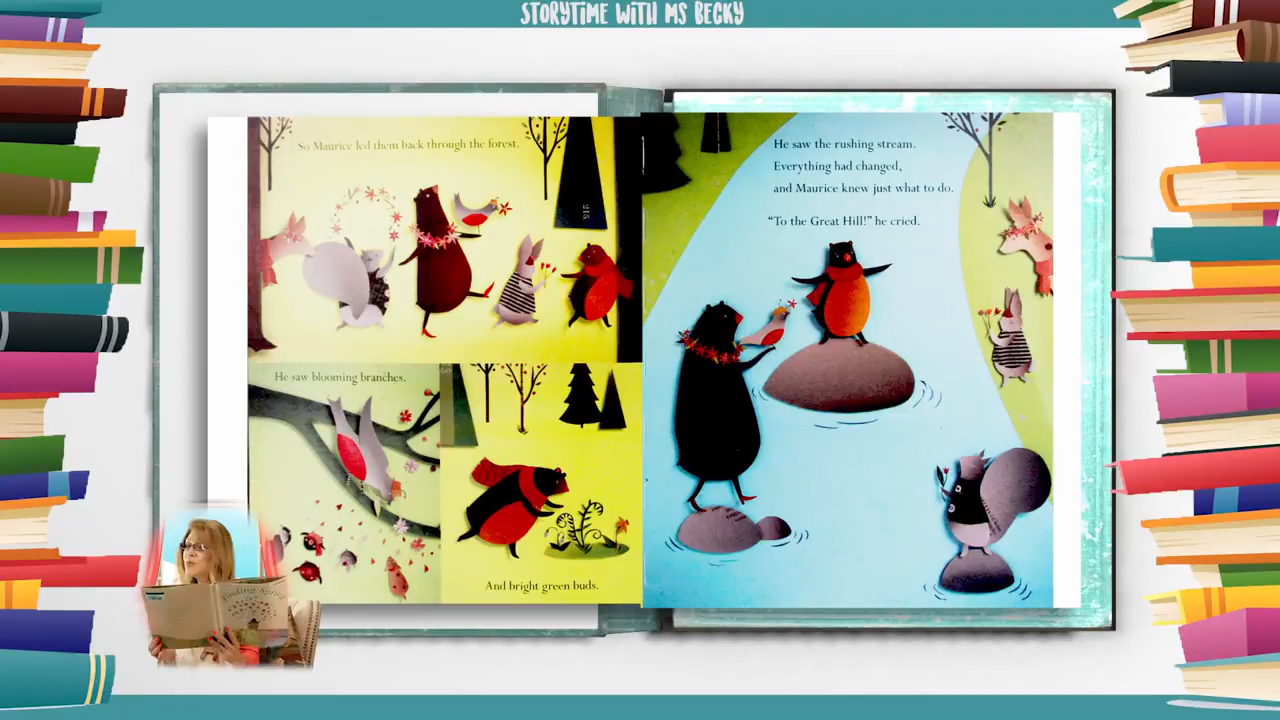 STORYTIME WITH MS BECKY
So Maurice led them back through the forest.
He saw blooming branches.
And bright green buds.
He saw the rushing stream.
Everything had changed,
and Maurice knew just what to do.
“To the Great Hill!” he cried.
Finding Spring